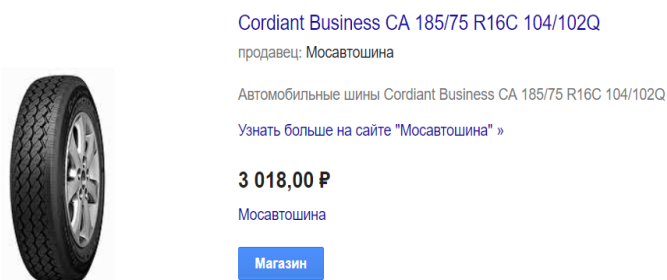 Cordiant Business CA 185/75 R16C 104/102Q
продавец: Мосавтошина
Автомобильные шины Cordiant Business CA 185/75 R16C 104/102Q
Узнать больше на сайте "Мосавтошина" »
3 018,00 ₽
Мосавтошина
Магазин